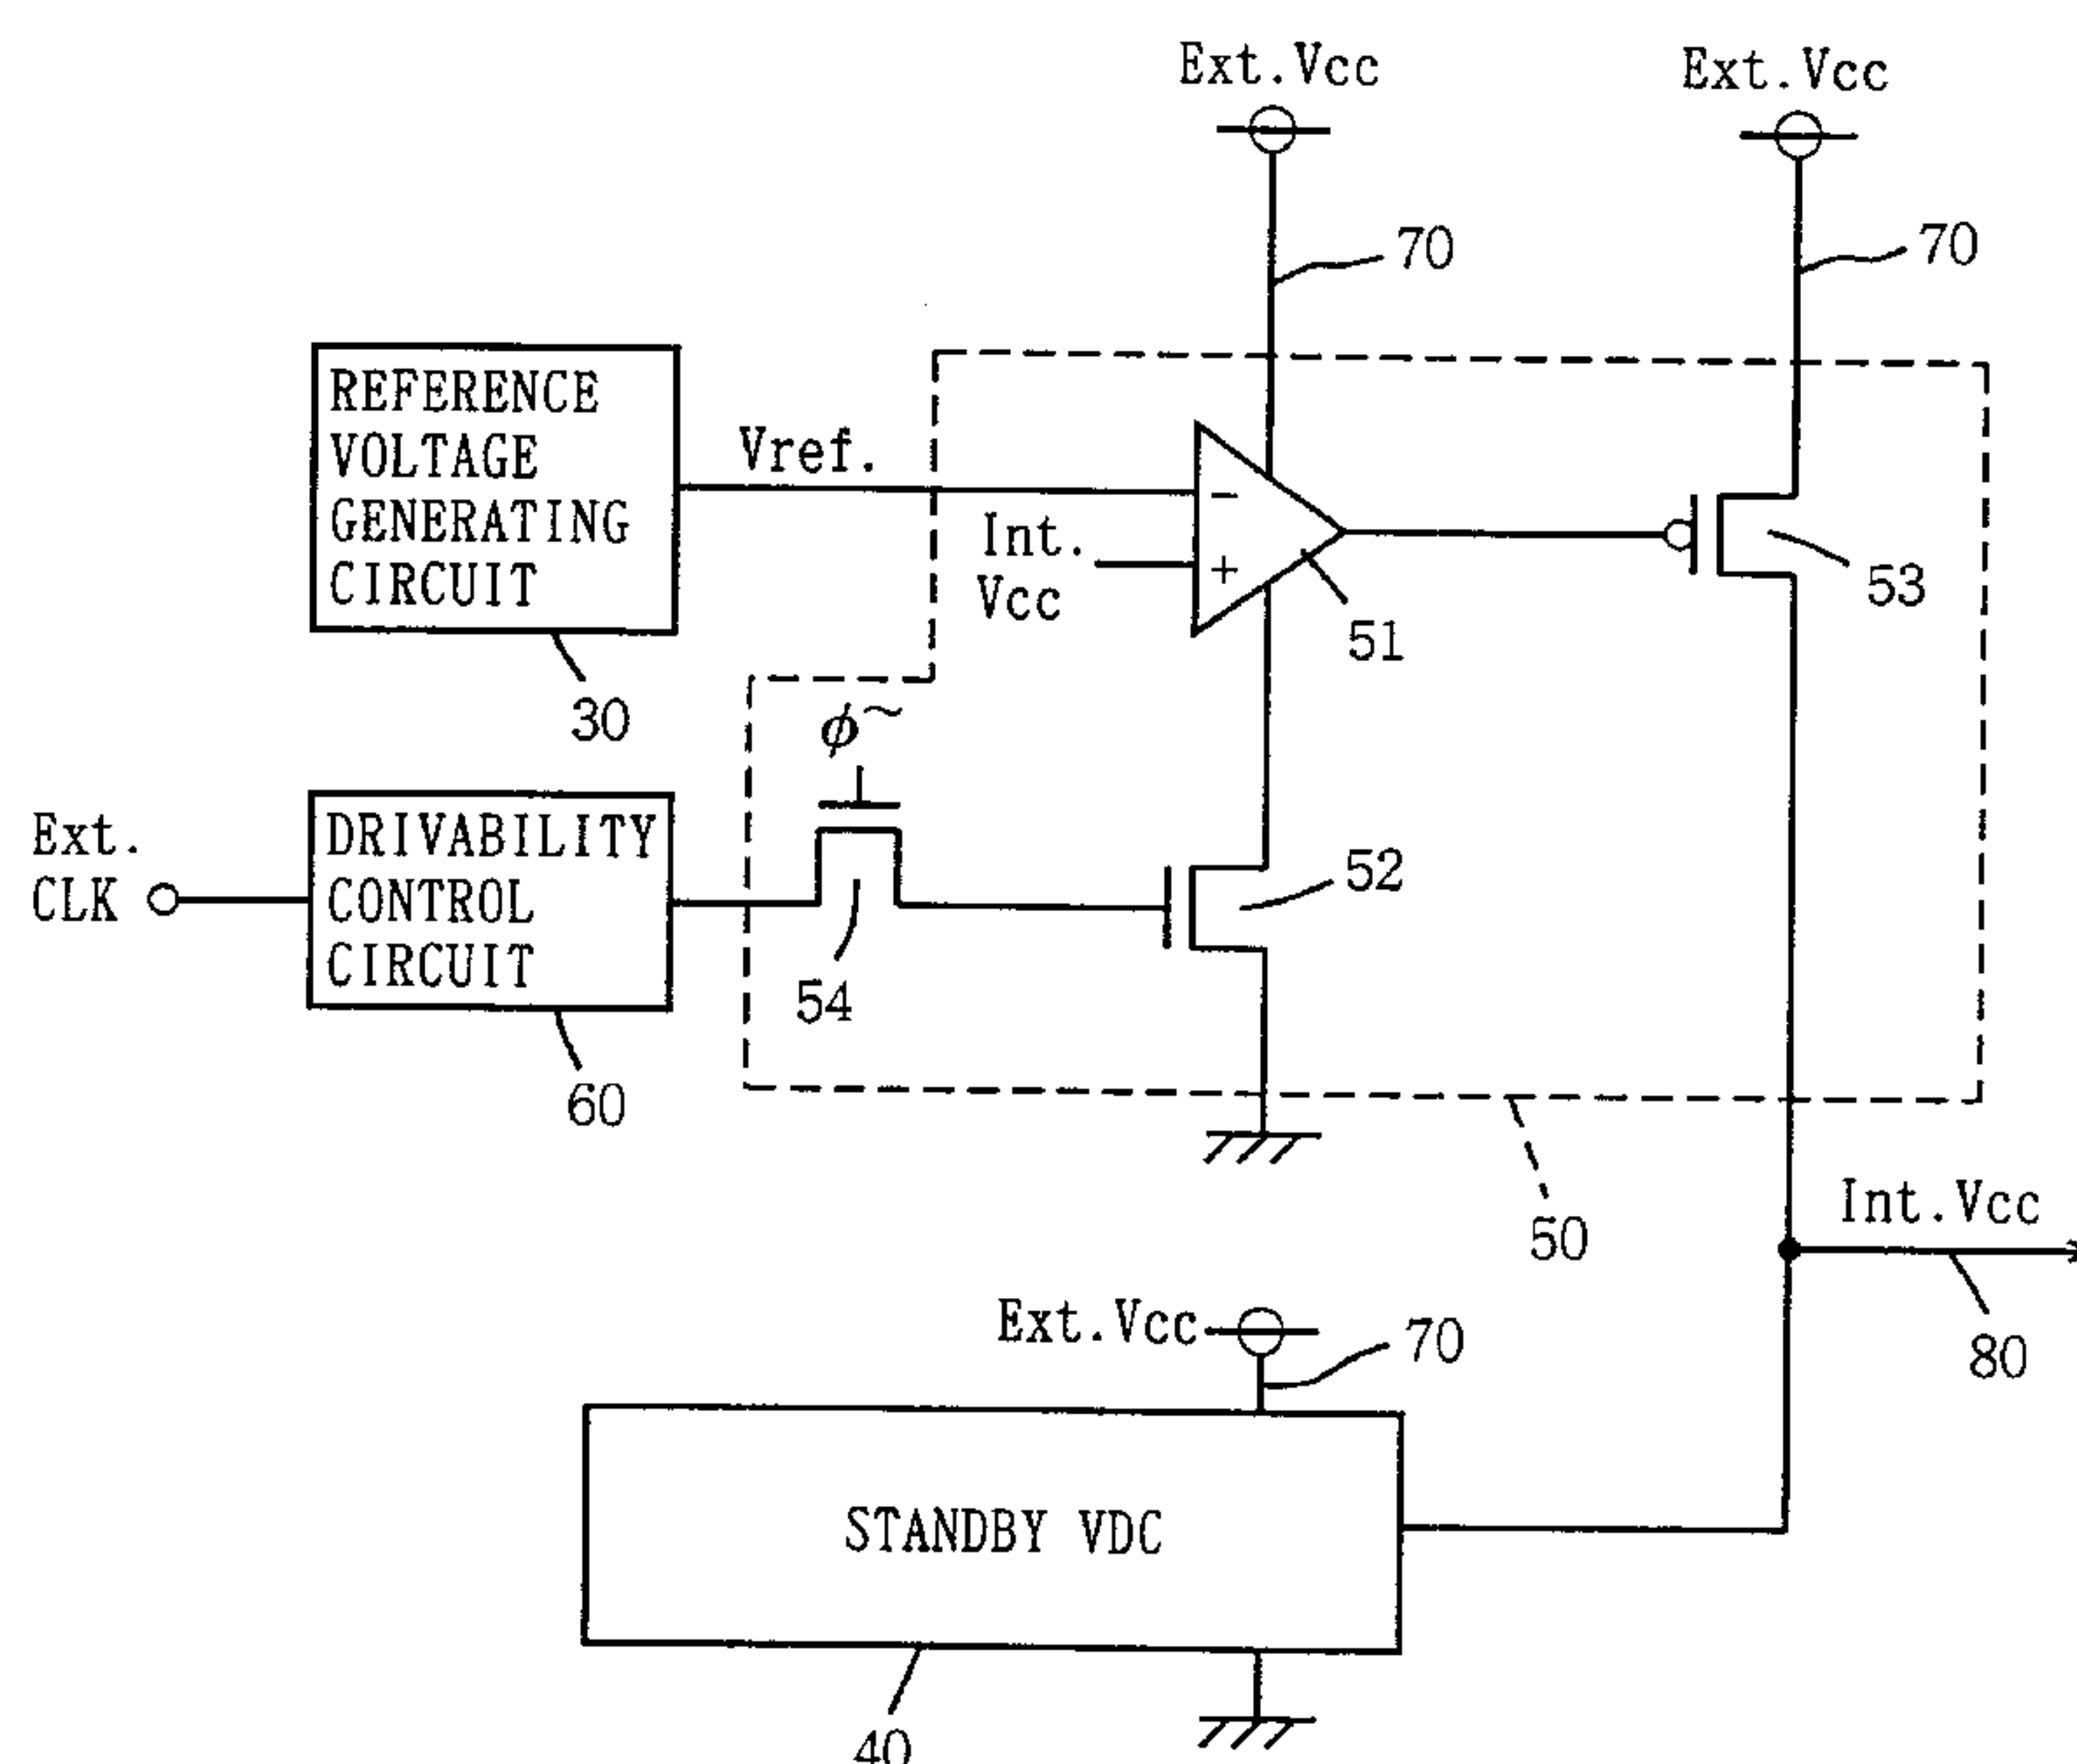 Ext.Vcc
Ext.Vcc
70
70
REFERENCE
VOLTAGE
GENERATING
CIRCUIT
Vref.
Int.
Vcc
-
+
51
53
30
ϕ~
Ext.
CLK
DRIVABILITY
CONTROL
CIRCUIT
52
54
60
50
Int.Vcc
80
Ext.Vcc
70
STANDBY VDC
40